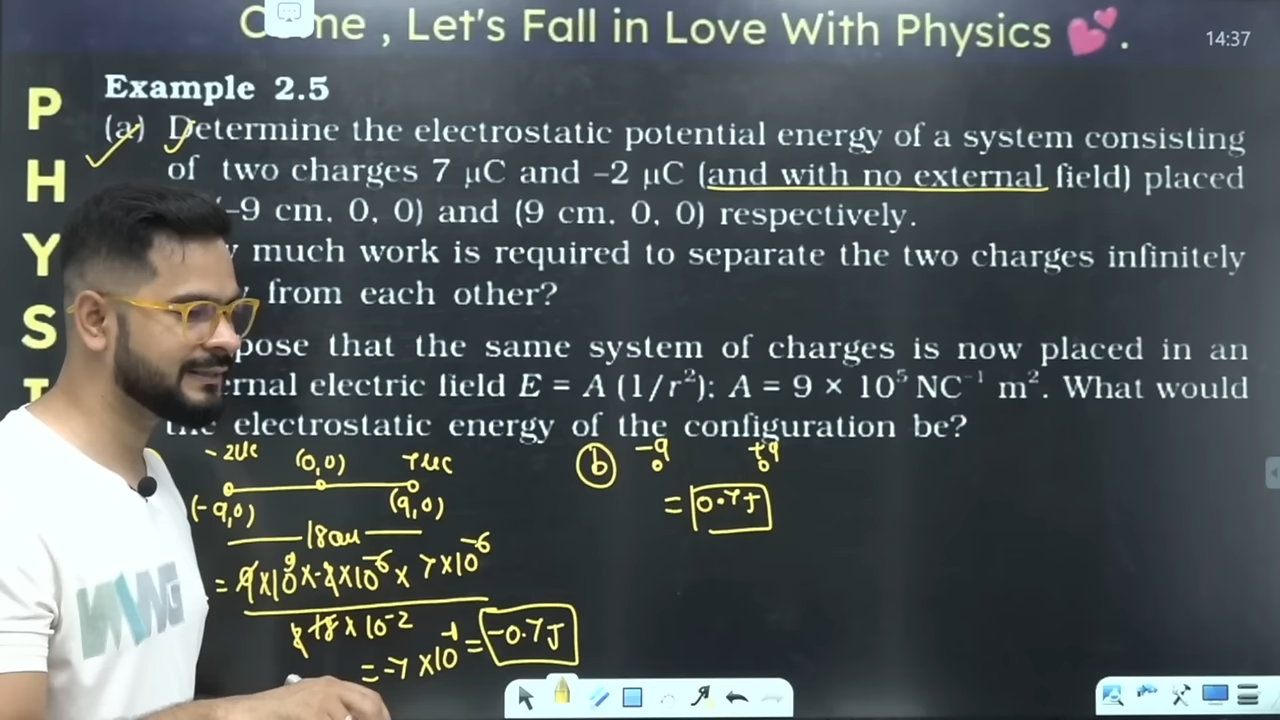 C me , Let's Fall in Love With Physics 💕.
14:37
P
H
Y
S
I
Example 2.5
(a) Determine the electrostatic potential energy of a system consisting
of two charges 7 μC and –2 μC (and with no external field) placed
–9 cm, 0, 0) and (9 cm, 0, 0) respectively.
much work is required to separate the two charges infinitely
from each other?
pose that the same system of charges is now placed in an
rnal electric field E = A (1/r²); A = 9 × 10⁵ NC⁻¹ m². What would
electrostatic energy of the configuration be?
-2μC (0,0) 7μC
(-9,0) (9,0)
18cm
= 9×10⁹×-2×10⁻⁶ × 7×10⁻⁶
18 × 10⁻²
= -7 ×10⁻¹ = -0.7 J
(b) -q +q
= 0.7 J